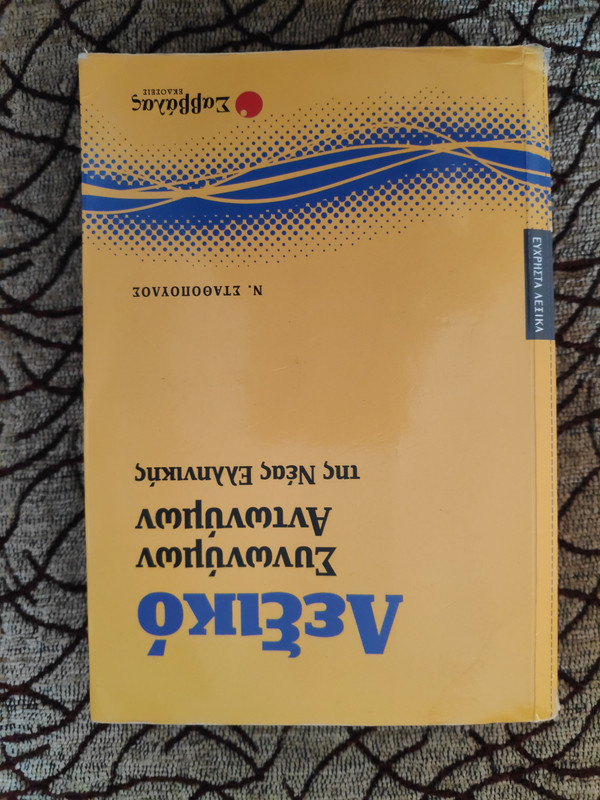 Λεξικό
Συνωνύμων
Αντωνύμων
της Νέας Ελληνικής
Ν. ΣΤΑΘΟΠΟΥΛΟΣ
Σαββάλας
ΕΚΔΟΣΕΙΣ
ΕΥΧΡΗΣΤΑ ΛΕΞΙΚΑ